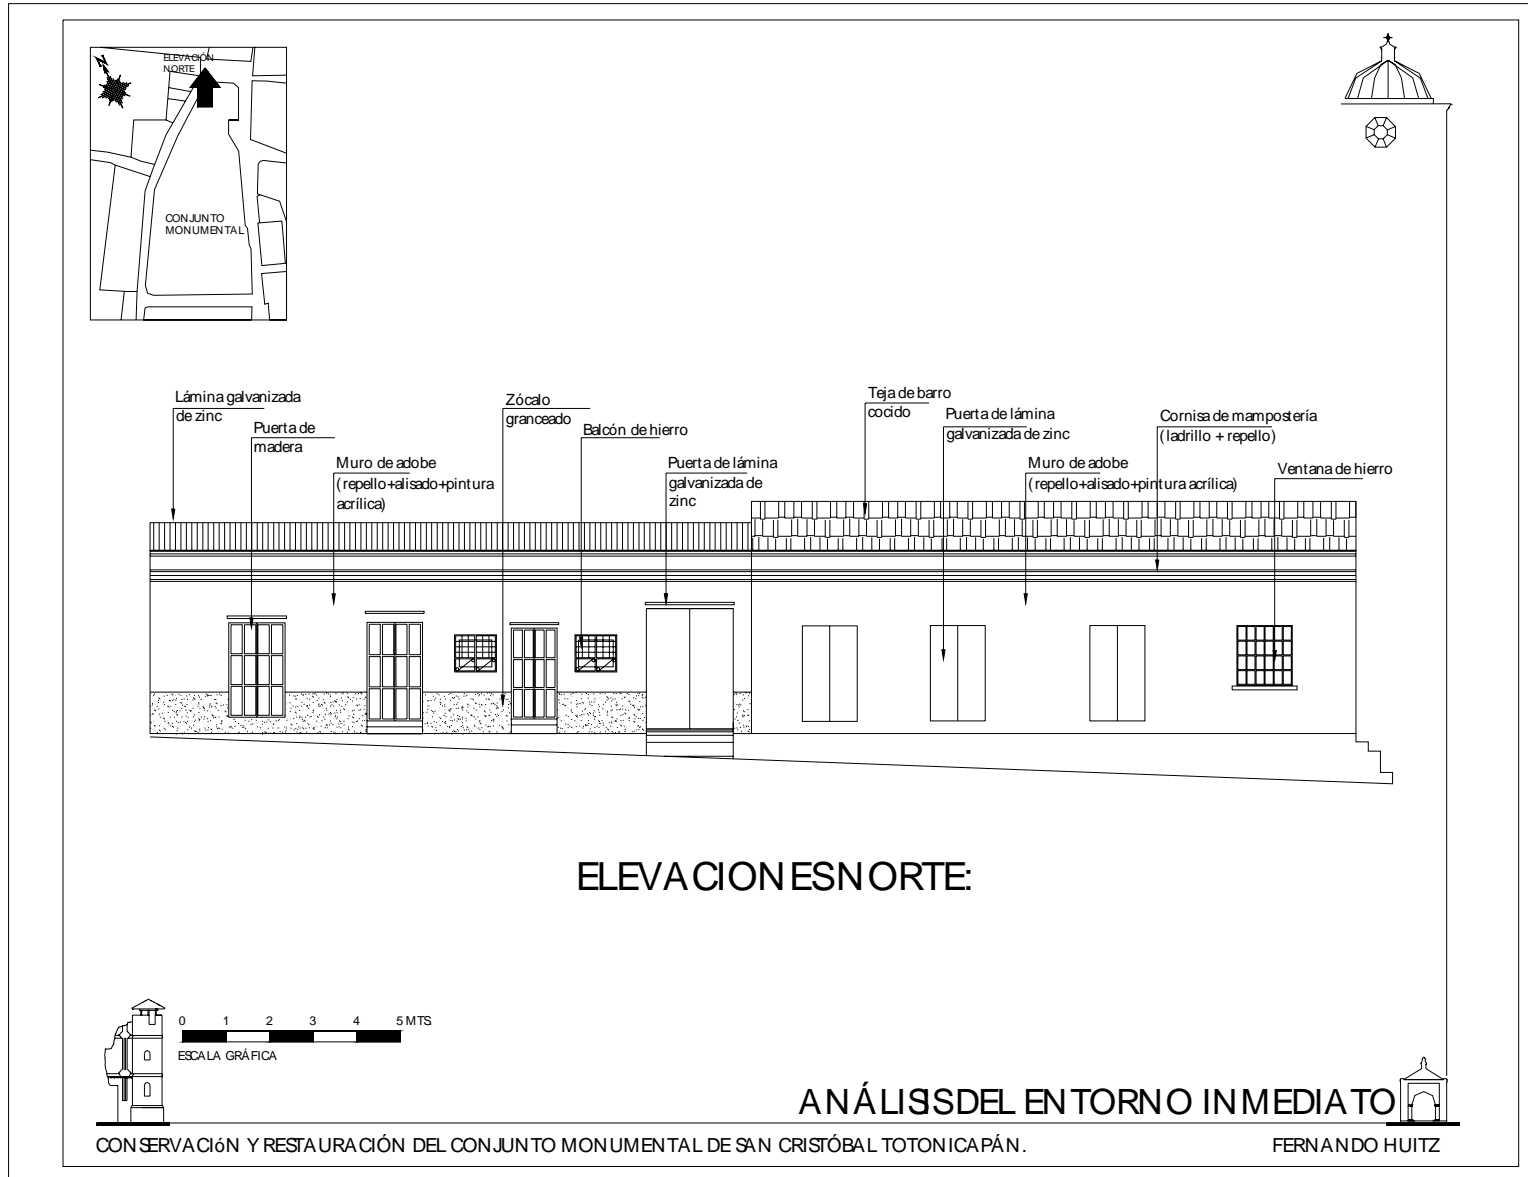 N
ELEVACIÓN
NORTE
CONJUNTO
MONUMENTAL
Lámina galvanizada
de zinc
Puerta de
madera
Muro de adobe
(repello+alisado+pintura
acrílica)
Zócalo
granceado
Balcón de hierro
Puerta de lámina
galvanizada de
zinc
Teja de barro
cocido
Puerta de lámina
galvanizada de zinc
Muro de adobe
(repello+alisado+pintura acrílica)
Cornisa de mampostería
(ladrillo + repello)
Ventana de hierro
ELEVACIONES NORTE:
0 1 2 3 4 5 MTS.
ESCALA GRÁFICA
ANÁLISIS DEL ENTORNO INMEDIATO
CONSERVACIóN Y RESTAURACIÓN DEL CONJUNTO MONUMENTAL DE SAN CRISTÓBAL TOTONICAPÁN.
FERNANDO HUITZ